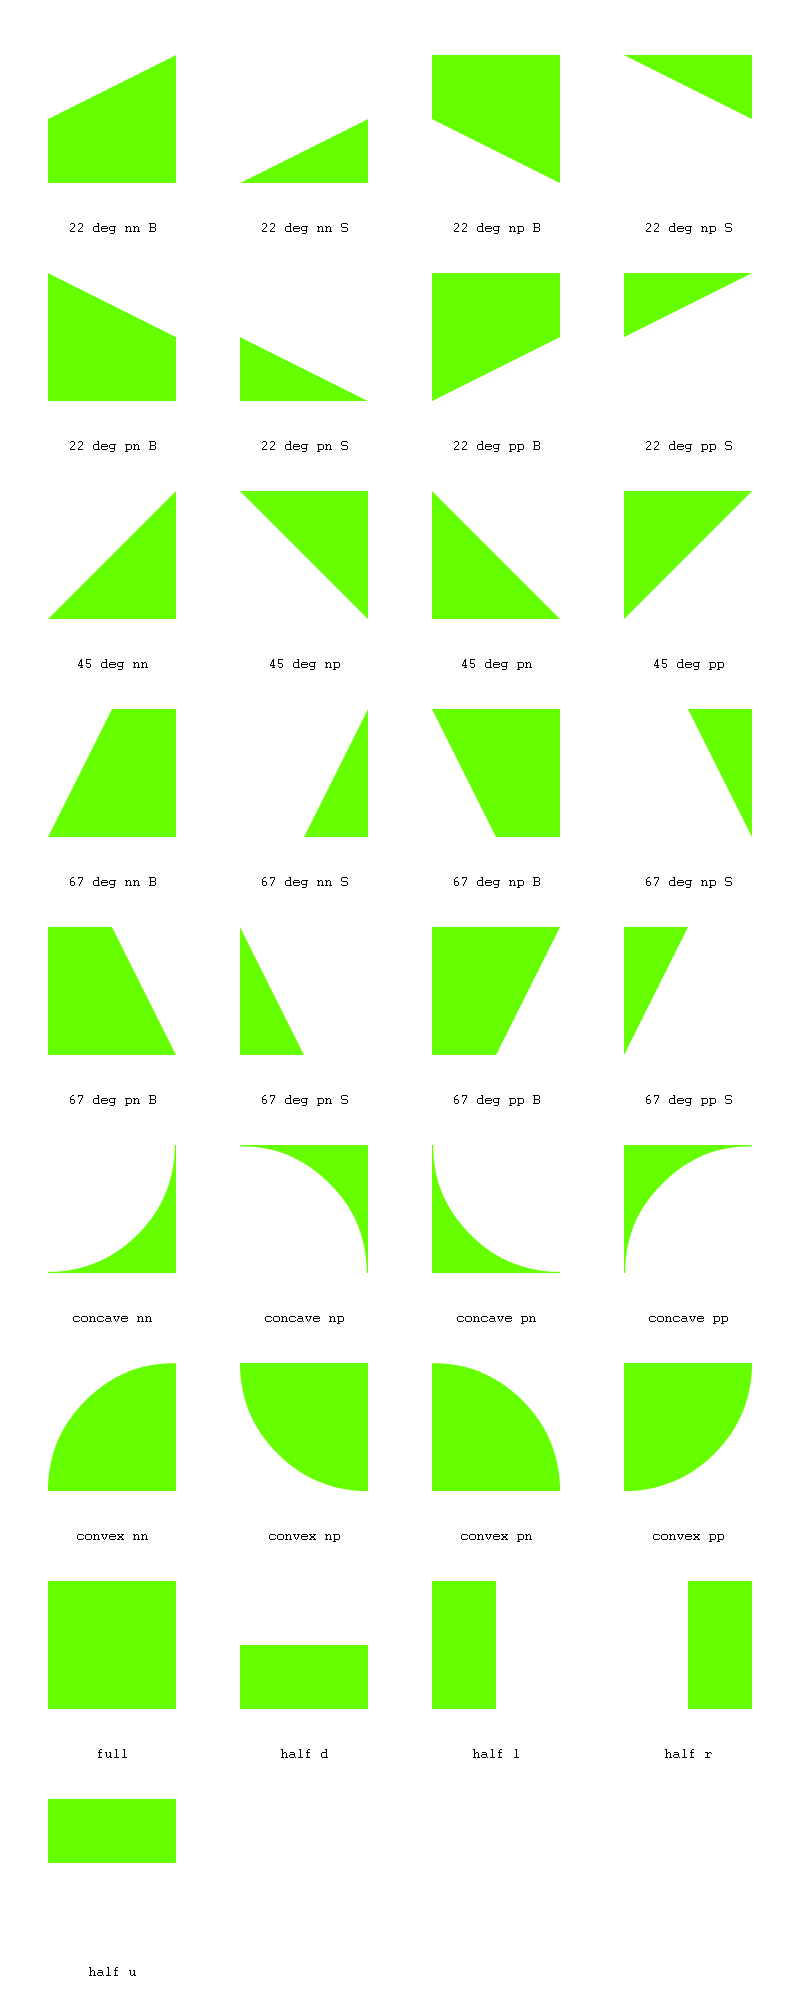 22 deg nn B 22 deg nn S 22 deg np B 22 deg np S
22 deg pn B 22 deg pn S 22 deg pp B 22 deg pp S
45 deg nn 45 deg np 45 deg pn 45 deg pp
67 deg nn B 67 deg nn S 67 deg np B 67 deg np S
67 deg pn B 67 deg pn S 67 deg pp B 67 deg pp S
concave nn concave np concave pn concave pp
convex nn convex np convex pn convex pp
full half d half l half r
half u